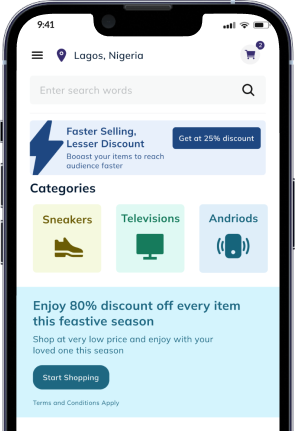 9:41
2
Lagos, Nigeria
Enter search words
Faster Selling,
Lesser Discount
Booast your items to reach
audience faster
Get at 25% discount
Categories
Sneakers
Televisions
Andriods
Enjoy 80% discount off every item
this feastive season
Shop at very low price and enjoy with your
loved one this season
Start Shopping
Terms and Conditions Apply